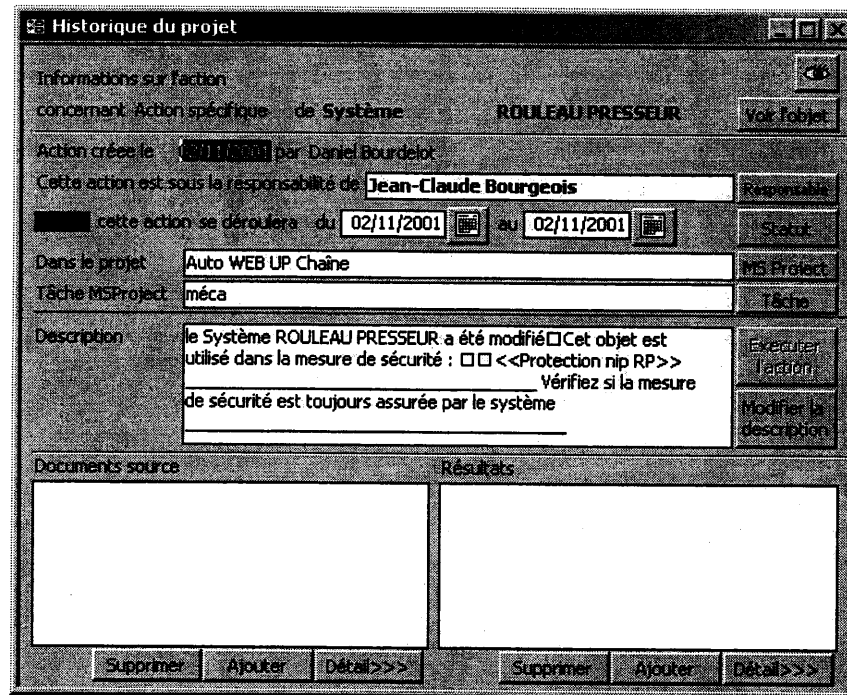 Historique du projet
Informations sur l'action
concernant Action spécifique de Système ROULEAU PRESSEUR Voir l'objet
Action créée le 02/11/2001 par Daniel Bourdelot
Cette action est sous la responsabilité de Jean-Claude Bourgeois Responsable
cette action se déroulera du 02/11/2001 au 02/11/2001 Statut
Dans le projet Auto WEB UP Chaîne MS Project
Tâche MSProject méca Tâche
Description le Système ROULEAU PRESSEUR a été modifié□Cet objet est
utilisé dans la mesure de sécurité : □□<<Protection nip RP>>
Vérifiez si la mesure
de sécurité est toujours assurée par le système
Exécuter
l'action
Modifier la
description
Documents source Résultats
Supprimer Ajouter Détail>>> Supprimer Ajouter Détail>>>